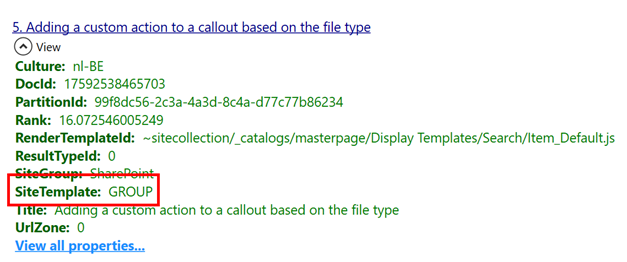 5. Adding a custom action to a callout based on the file type
View
Culture: nl-BE
DocId: 17592538465703
PartitionId: 99f8dc56-2c3a-4a3d-8c4a-d77c77b86234
Rank: 16.072546005249
RenderTemplateId: ~sitecollection/_catalogs/masterpage/Display Templates/Search/Item_Default.js
ResultTypeId: 0
SiteGroup: SharePoint
SiteTemplate: GROUP
Title: Adding a custom action to a callout based on the file type
UrlZone: 0
View all properties...